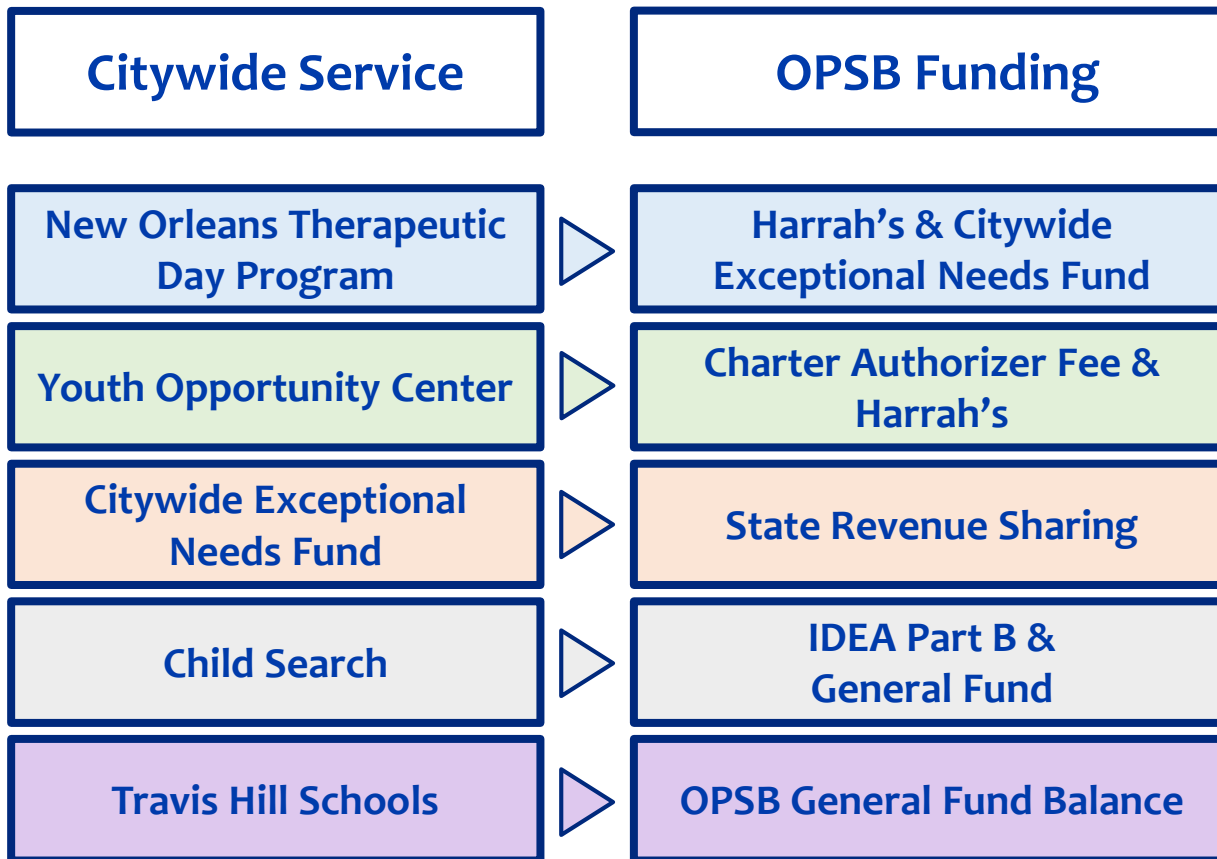 Citywide Service
OPSB Funding
New Orleans Therapeutic
Day Program
Harrah’s & Citywide
Exceptional Needs Fund
Youth Opportunity Center
Charter Authorizer Fee &
Harrah’s
Citywide Exceptional
Needs Fund
State Revenue Sharing
Child Search
IDEA Part B &
General Fund
Travis Hill Schools
OPSB General Fund Balance